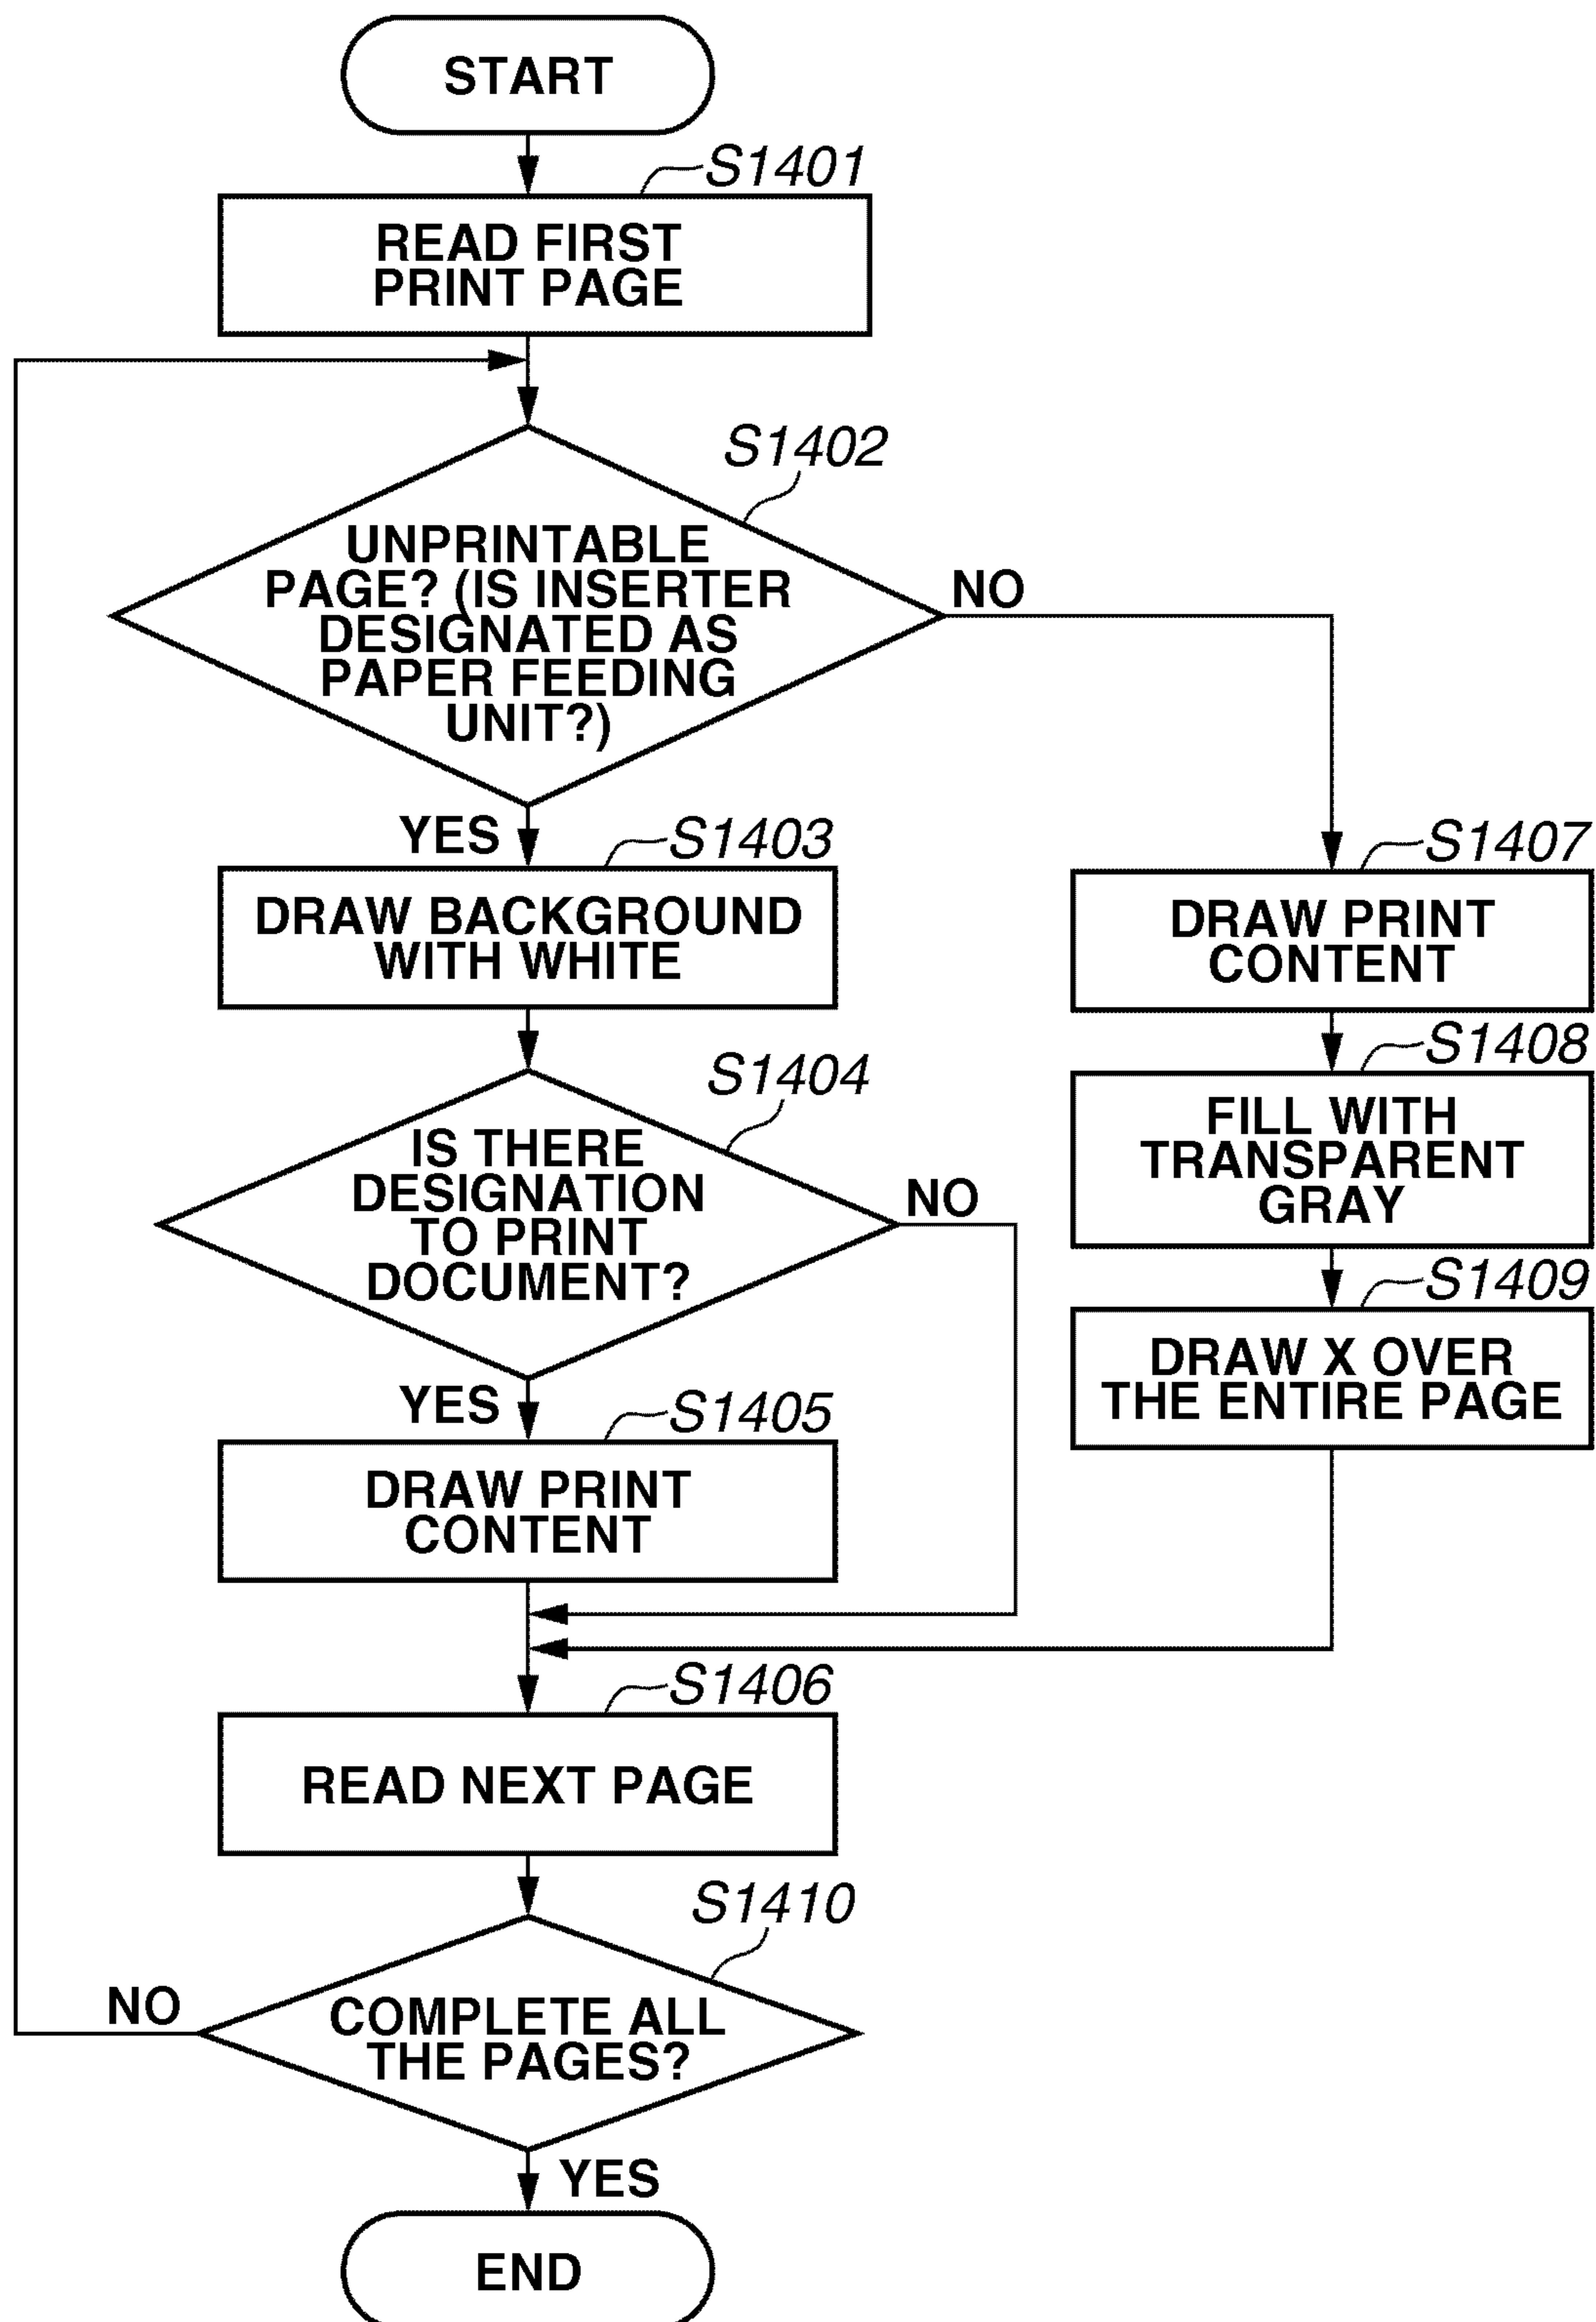 START
S1401
READ FIRST
PRINT PAGE
S1402
UNPRINTABLE
PAGE? (IS INSERTER
DESIGNATED AS
PAPER FEEDING
UNIT?)
NO
YES
S1403
DRAW BACKGROUND
WITH WHITE
S1404
IS THERE
DESIGNATION
TO PRINT
DOCUMENT?
NO
YES
S1405
DRAW PRINT
CONTENT
S1407
DRAW PRINT
CONTENT
S1408
FILL WITH
TRANSPARENT
GRAY
S1409
DRAW X OVER
THE ENTIRE PAGE
S1406
READ NEXT PAGE
S1410
COMPLETE ALL
THE PAGES?
NO
YES
END